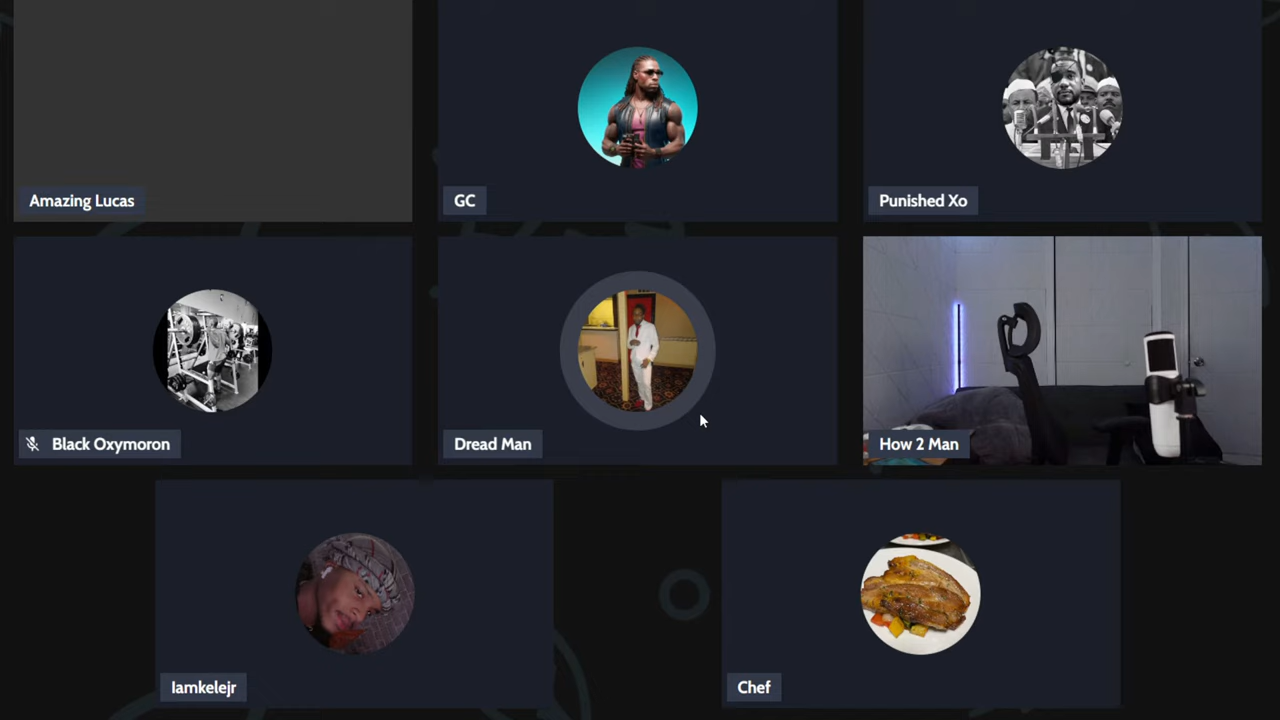 Amazing Lucas
GC
Punished Xo
Black Oxymoron
Dread Man
How 2 Man
Iamkelejr
Chef